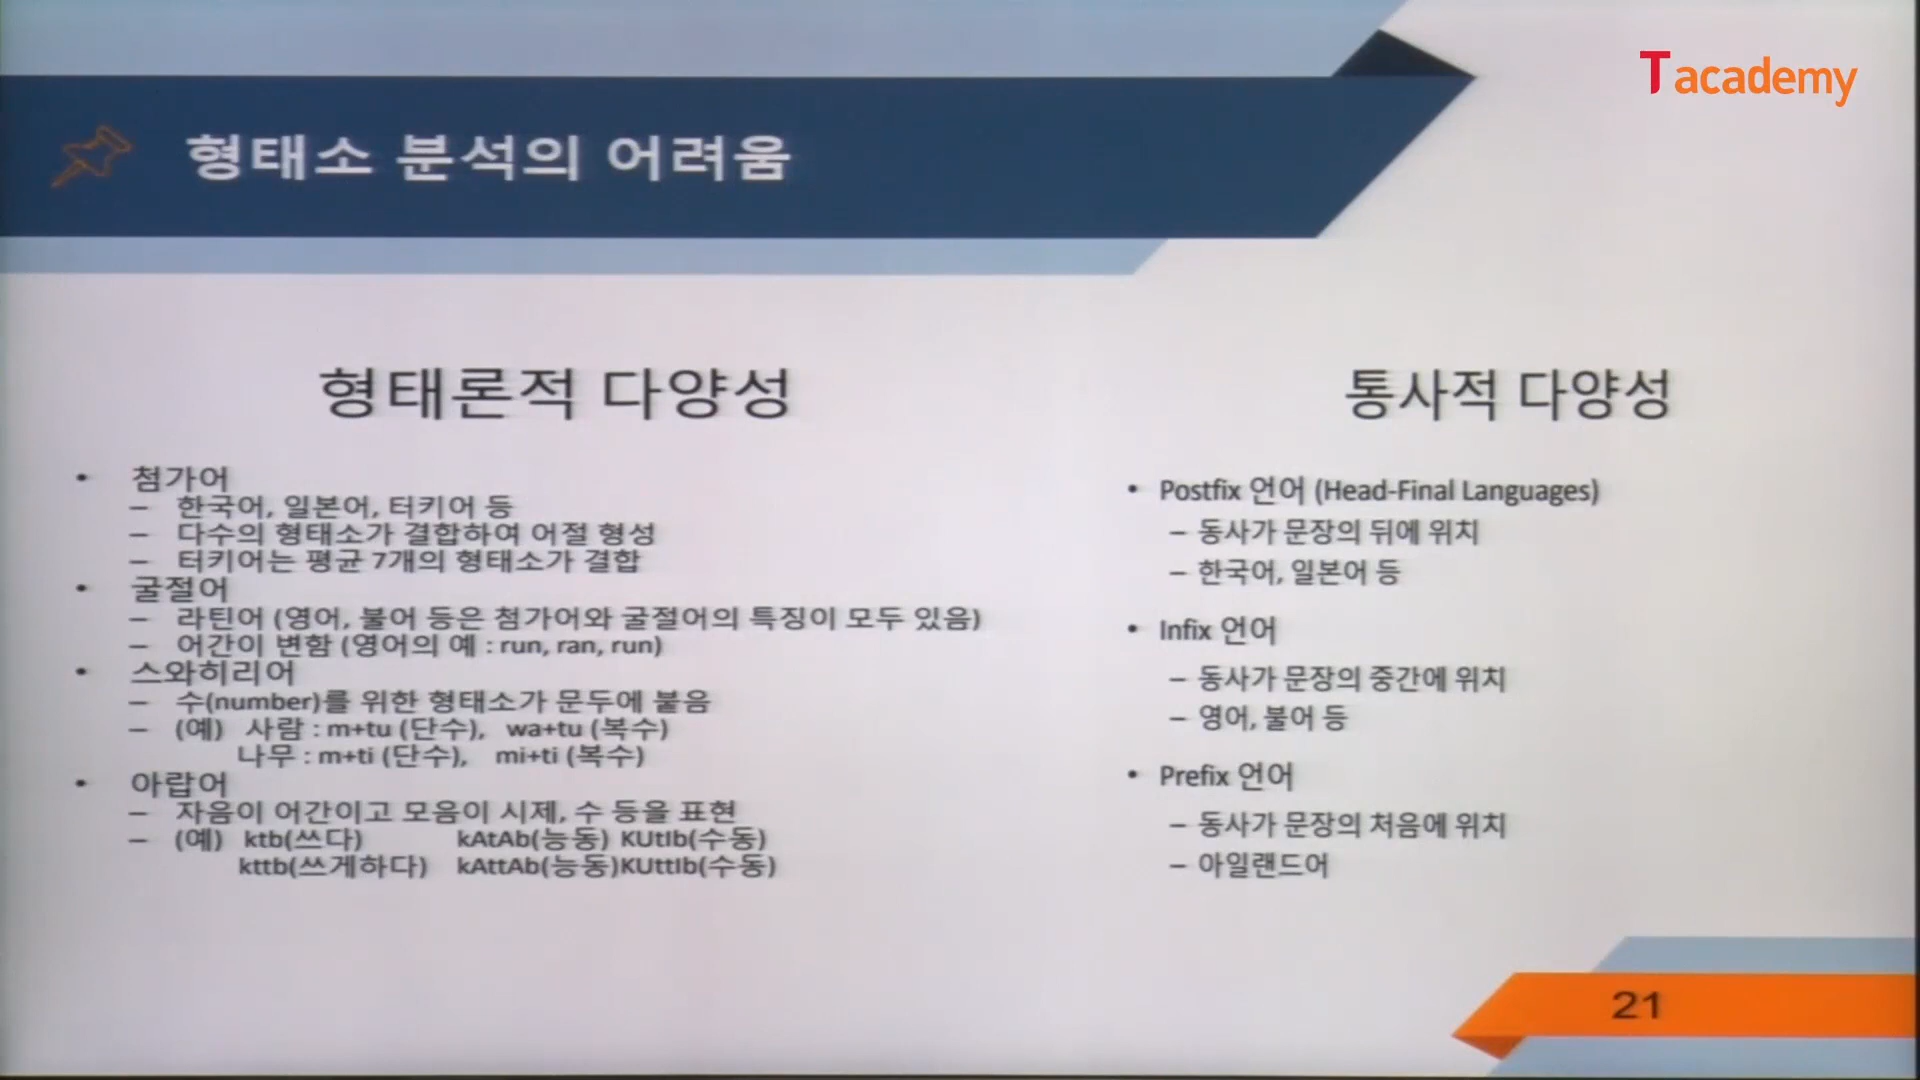 T academy
형태소 분석의 어려움
형태론적 다양성
• 첨가어
– 한국어, 일본어, 터키어 등
– 다수의 형태소가 결합하여 어절 형성
– 터키어는 평균 7개의 형태소가 결합
• 굴절어
– 라틴어 (영어, 불어 등은 첨가어와 굴절어의 특징이 모두 있음)
– 어간이 변함 (영어의 예 : run, ran, run)
• 스와히리어
– 수(number)를 위한 형태소가 문두에 붙음
– (예) 사람 : m+tu (단수), wa+tu (복수)
나무 : m+ti (단수), mi+ti (복수)
• 아랍어
– 자음이 어간이고 모음이 시제, 수 등을 표현
– (예) ktb(쓰다) kAtAb(능동) KUtIb(수동)
kttb(쓰게하다) kAttAb(능동)KUttIb(수동)
통사적 다양성
• Postfix 언어 (Head-Final Languages)
– 동사가 문장의 뒤에 위치
– 한국어, 일본어 등
• Infix 언어
– 동사가 문장의 중간에 위치
– 영어, 불어 등
• Prefix 언어
– 동사가 문장의 처음에 위치
– 아일랜드어
21